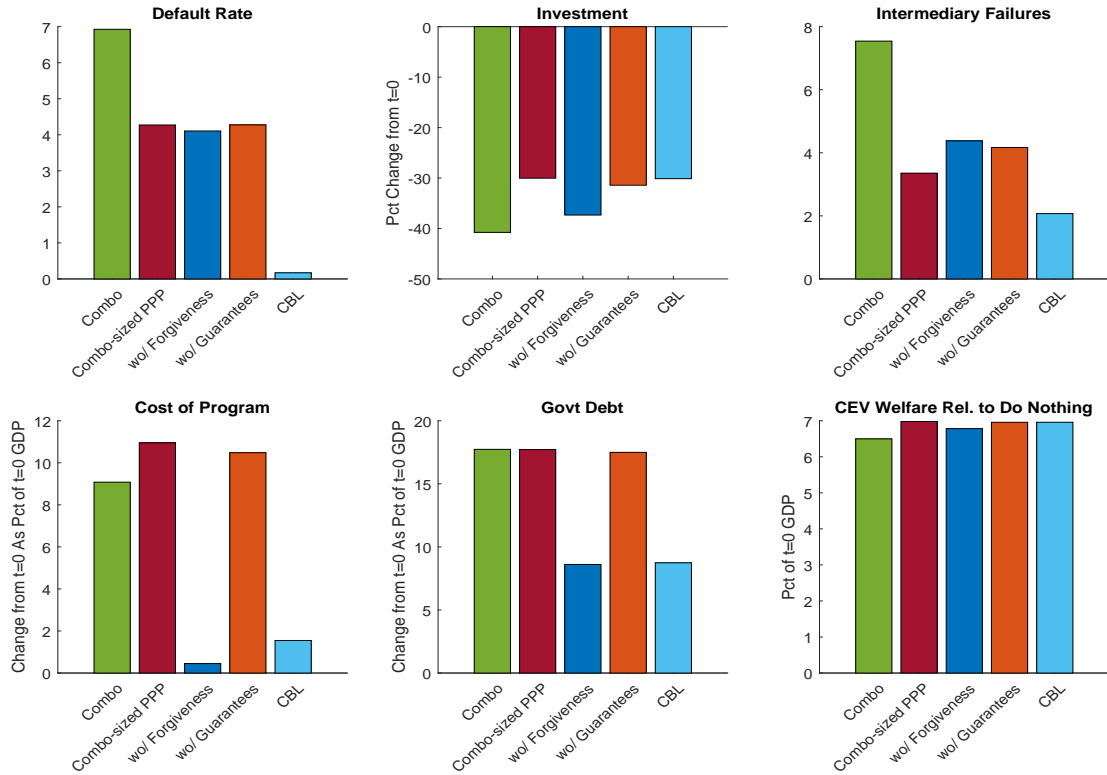 Default Rate
7
6
5
4
3
2
1
0
Combo
Combo-sized PPP
wo/ Forgiveness
wo/ Guarantees
CBL
Investment
Pct Change from t=0
0
-10
-20
-30
-40
-50
Combo
Combo-sized PPP
wo/ Forgiveness
wo/ Guarantees
CBL
Intermediary Failures
8
6
4
2
0
Combo
Combo-sized PPP
wo/ Forgiveness
wo/ Guarantees
CBL
Cost of Program
Change from t=0 As Pct of t=0 GDP
12
10
8
6
4
2
0
Combo
Combo-sized PPP
wo/ Forgiveness
wo/ Guarantees
CBL
Govt Debt
Change from t=0 As Pct of t=0 GDP
20
15
10
5
0
Combo
Combo-sized PPP
wo/ Forgiveness
wo/ Guarantees
CBL
CEV Welfare Rel. to Do Nothing
Pct of t=0 GDP
7
6
5
4
3
2
1
0
Combo
Combo-sized PPP
wo/ Forgiveness
wo/ Guarantees
CBL